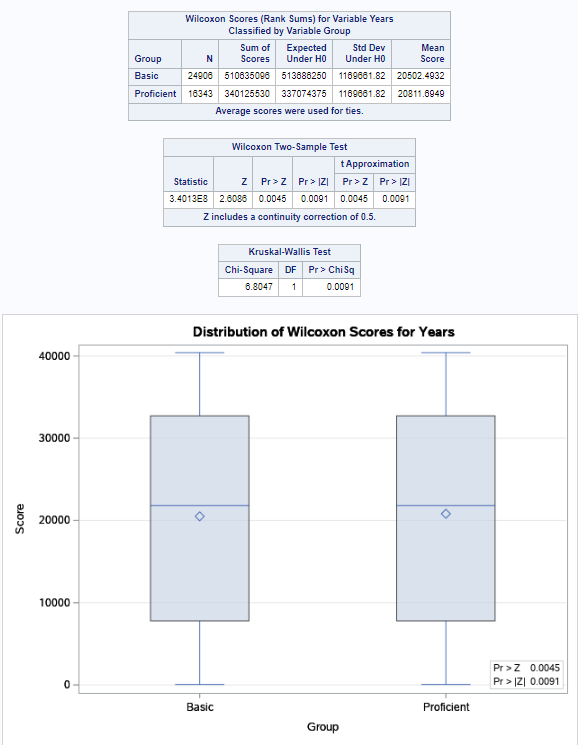 Wilcoxon Scores (Rank Sums) for Variable Years
Classified by Variable Group
Group N Sum of Scores Expected Under H0 Std Dev Under H0 Mean Score
Basic 24906 510635096 513686250 1169661.82 20502.4932
Proficient 16343 340125530 337074375 1169661.82 20811.6949
Average scores were used for ties.
Wilcoxon Two-Sample Test
t Approximation
Statistic Z Pr > Z Pr > |Z| Pr > Z Pr > |Z|
3.4013E8 2.6086 0.0045 0.0091 0.0045 0.0091
Z includes a continuity correction of 0.5.
Kruskal-Wallis Test
Chi-Square DF Pr > ChiSq
6.8047 1 0.0091
Distribution of Wilcoxon Scores for Years
40000
30000
20000
10000
0
Score
Pr > Z 0.0045
Pr > |Z| 0.0091
Basic Proficient
Group